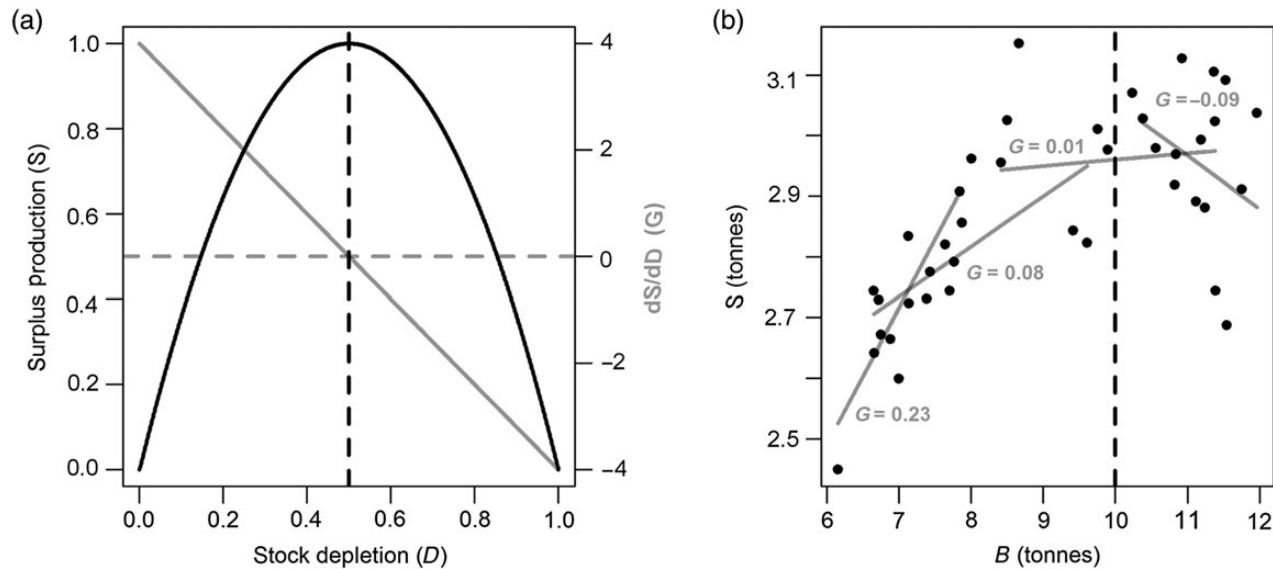 (a)
1.0
0.8
0.6
0.4
0.2
0.0
Surplus production (S)
4
2
0
−2
−4
dS/dD (G)
0.0 0.2 0.4 0.6 0.8 1.0
Stock depletion (D)
(b)
3.1
2.9
2.7
2.5
S (tonnes)
G = −0.09
G = 0.01
G = 0.08
G = 0.23
6 7 8 9 10 11 12
B (tonnes)